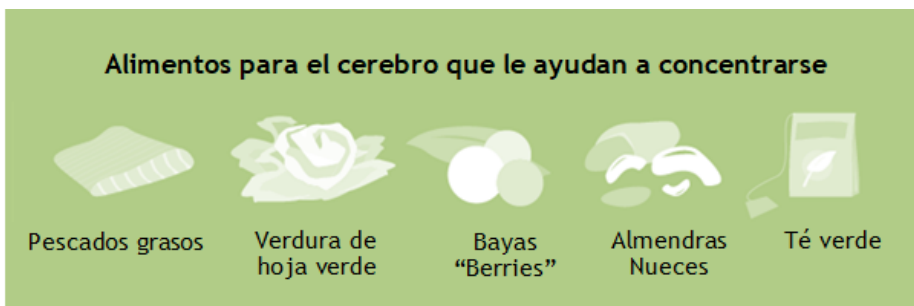 Alimentos para el cerebro que le ayudan a concentrarse
Pescados grasos
Verdura de
hoja verde
Bayas
“Berries”
Almendras
Nueces
Té verde